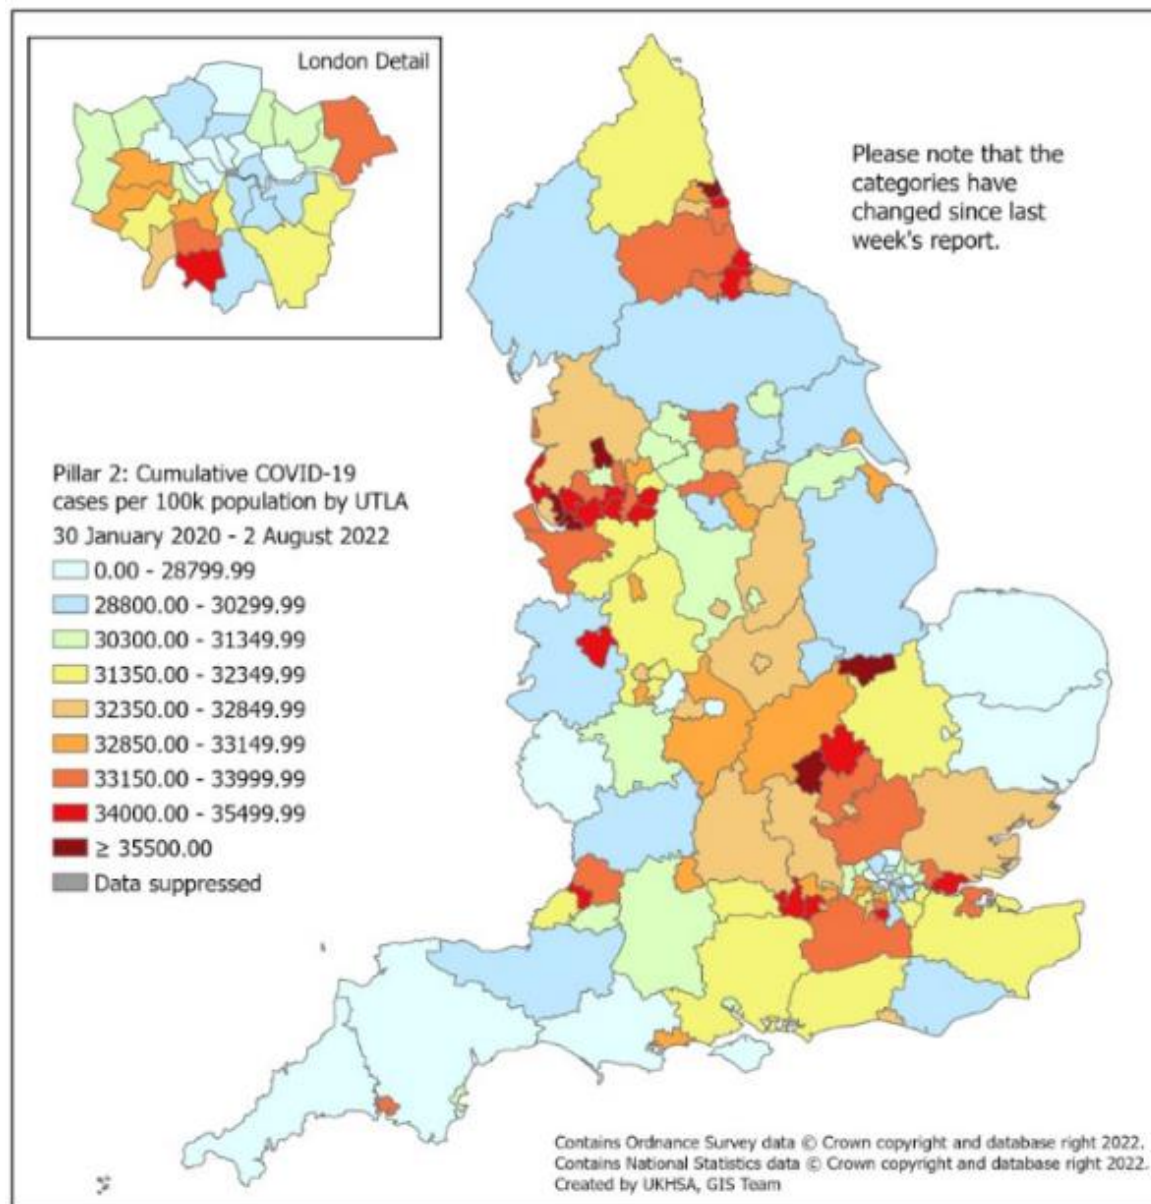 London Detail
Please note that the
categories have
changed since last
week's report.
Pillar 2: Cumulative COVID-19
cases per 100k population by UTLA
30 January 2020 - 2 August 2022
0.00 - 28799.99
28800.00 - 30299.99
30300.00 - 31349.99
31350.00 - 32349.99
32350.00 - 32849.99
32850.00 - 33149.99
33150.00 - 33999.99
34000.00 - 35499.99
≥ 35500.00
Data suppressed
Contains Ordnance Survey data © Crown copyright and database right 2022.
Contains National Statistics data © Crown copyright and database right 2022.
Created by UKHSA, GIS Team